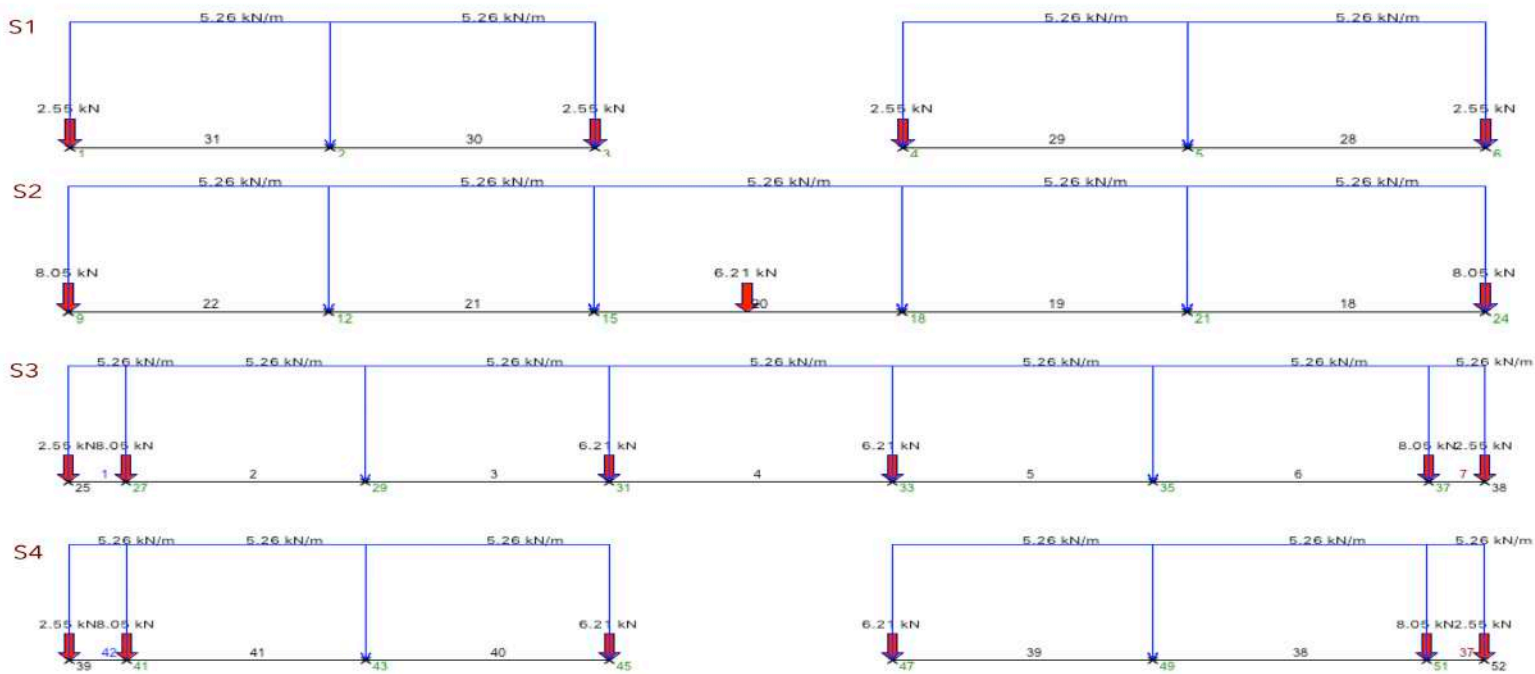 S1
5.26 kN/m 5.26 kN/m 5.26 kN/m 5.26 kN/m
2.55 kN 2.55 kN 2.55 kN 2.55 kN
31 30 29 28
1 2 3 4 5 6
S2
5.26 kN/m 5.26 kN/m 5.26 kN/m 5.26 kN/m 5.26 kN/m
8.05 kN 6.21 kN 8.05 kN
22 21 20 19 18
9 12 15 18 21 24
S3
5.26 kN/m 5.26 kN/m 5.26 kN/m 5.26 kN/m 5.26 kN/m 5.26 kN/m 5.26 kN/m
2.55 kN 8.05 kN 6.21 kN 6.21 kN 8.05 kN 2.55 kN
1 2 3 4 5 6 7
25 27 29 31 33 35 37 38
S4
5.26 kN/m 5.26 kN/m 5.26 kN/m 5.26 kN/m 5.26 kN/m 5.26 kN/m
2.55 kN 8.05 kN 6.21 kN 6.21 kN 8.05 kN 2.55 kN
42 41 40 39 38 37
39 41 43 45 47 49 51 52